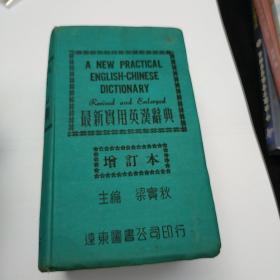 A NEW PRACTICAL
ENGLISH-CHINESE
DICTIONARY
Revised and Enlarged
最新實用英漢辭典
增訂本
主編 梁實秋
遠東圖書公司印行